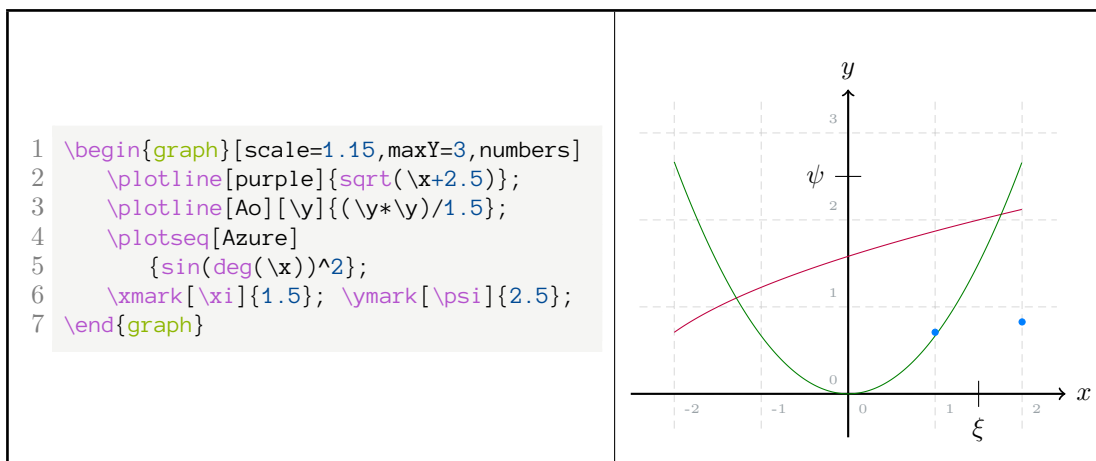 1 \begin{graph}[scale=1.15,maxY=3,numbers]
2 \plotline[purple]{sqrt(\x+2.5)};
3 \plotline[Ao][\y]{(\y*\y)/1.5};
4 \plotseq[Azure]
5 {sin(deg(\x))^2};
6 \xmark[\xi]{1.5}; \ymark[\psi]{2.5};
7 \end{graph}
y
3
ψ
2
1
0
x
-2 -1 0 1 2
ξ